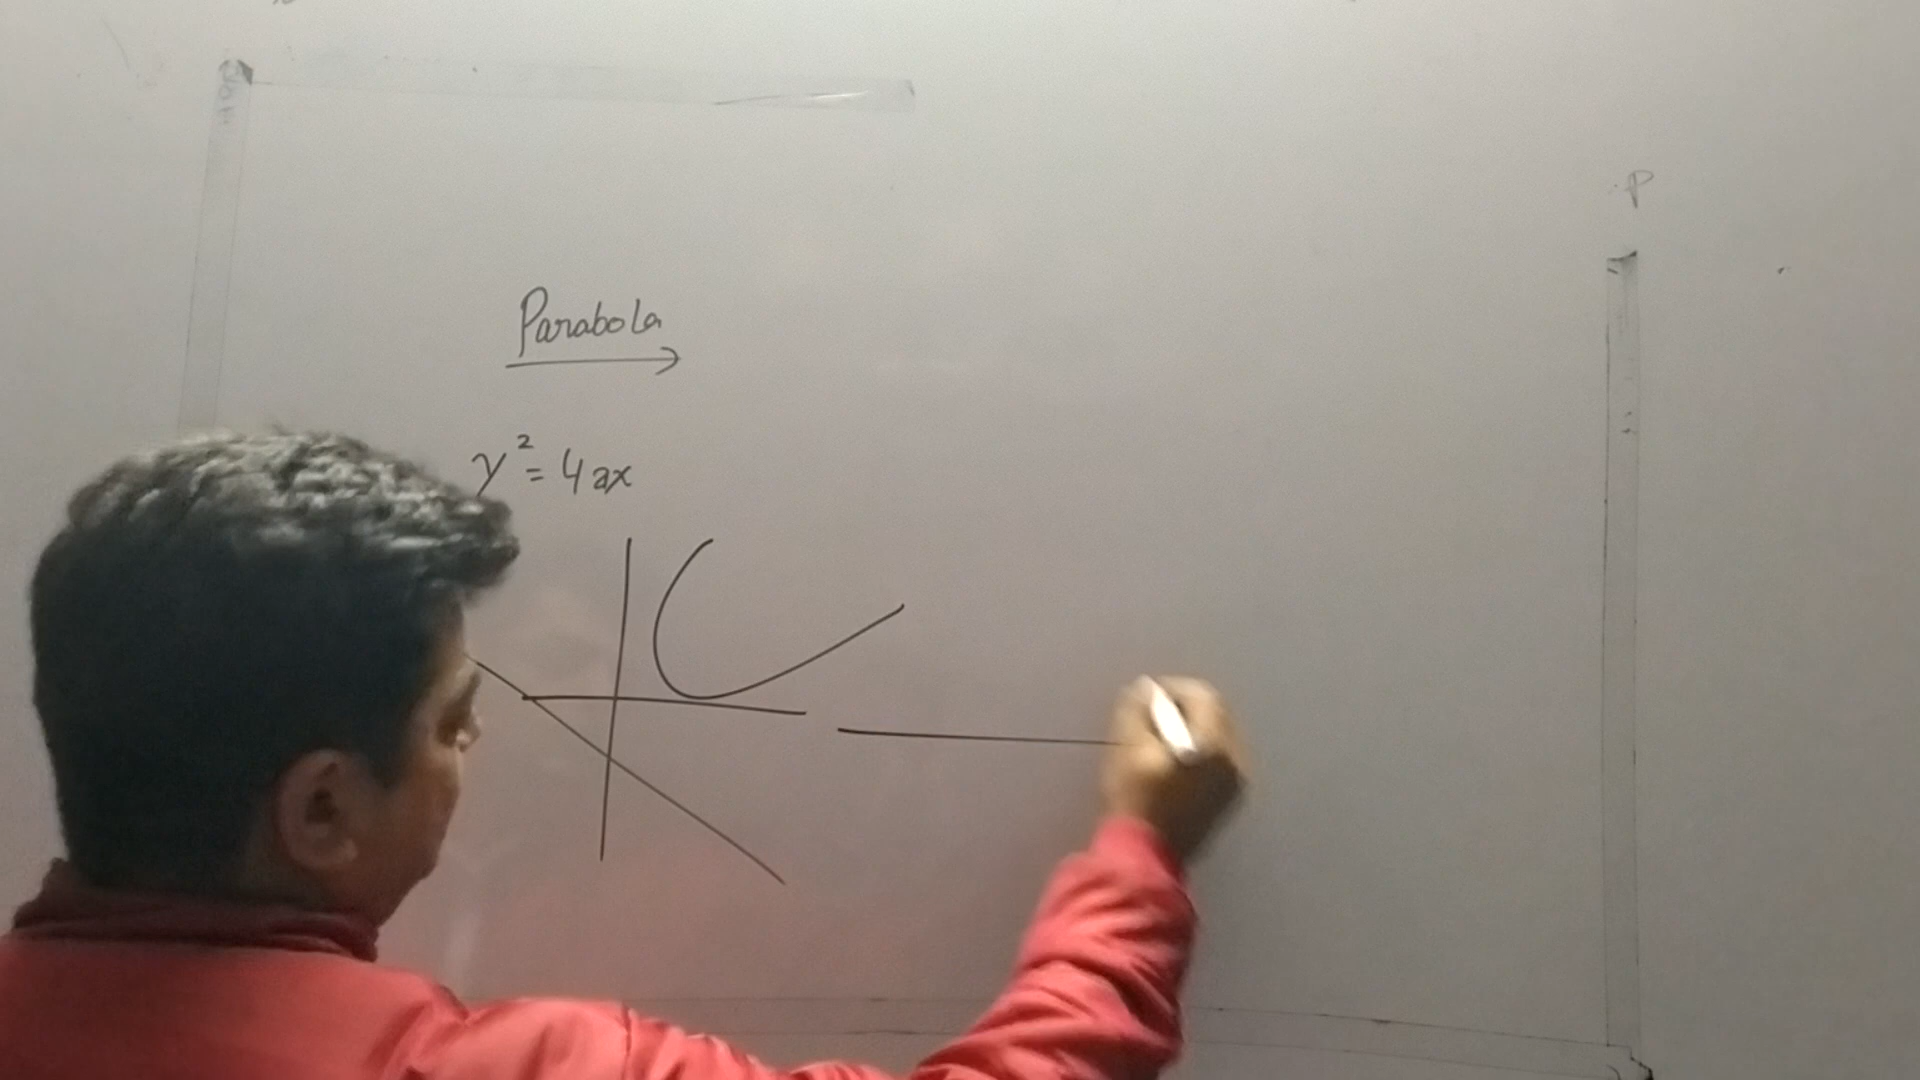 P
Parabola
y² = 4ax